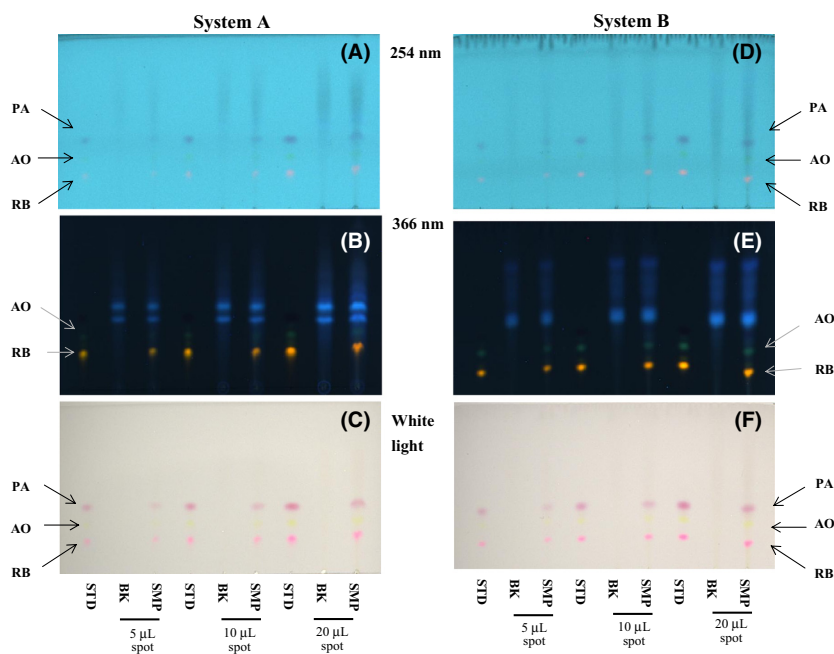 System A
System B
(A)
254 nm
(D)
PA
AO
RB
PA
AO
RB
(B)
366 nm
(E)
AO
RB
AO
RB
(C)
White
light
(F)
PA
AO
RB
PA
AO
RB
STD
BK
SMP
STD
BK
SMP
STD
BK
SMP
STD
BK
SMP
STD
BK
SMP
STD
BK
SMP
5 µL
spot
10 µL
spot
20 µL
spot
5 µL
spot
10 µL
spot
20 µL
spot